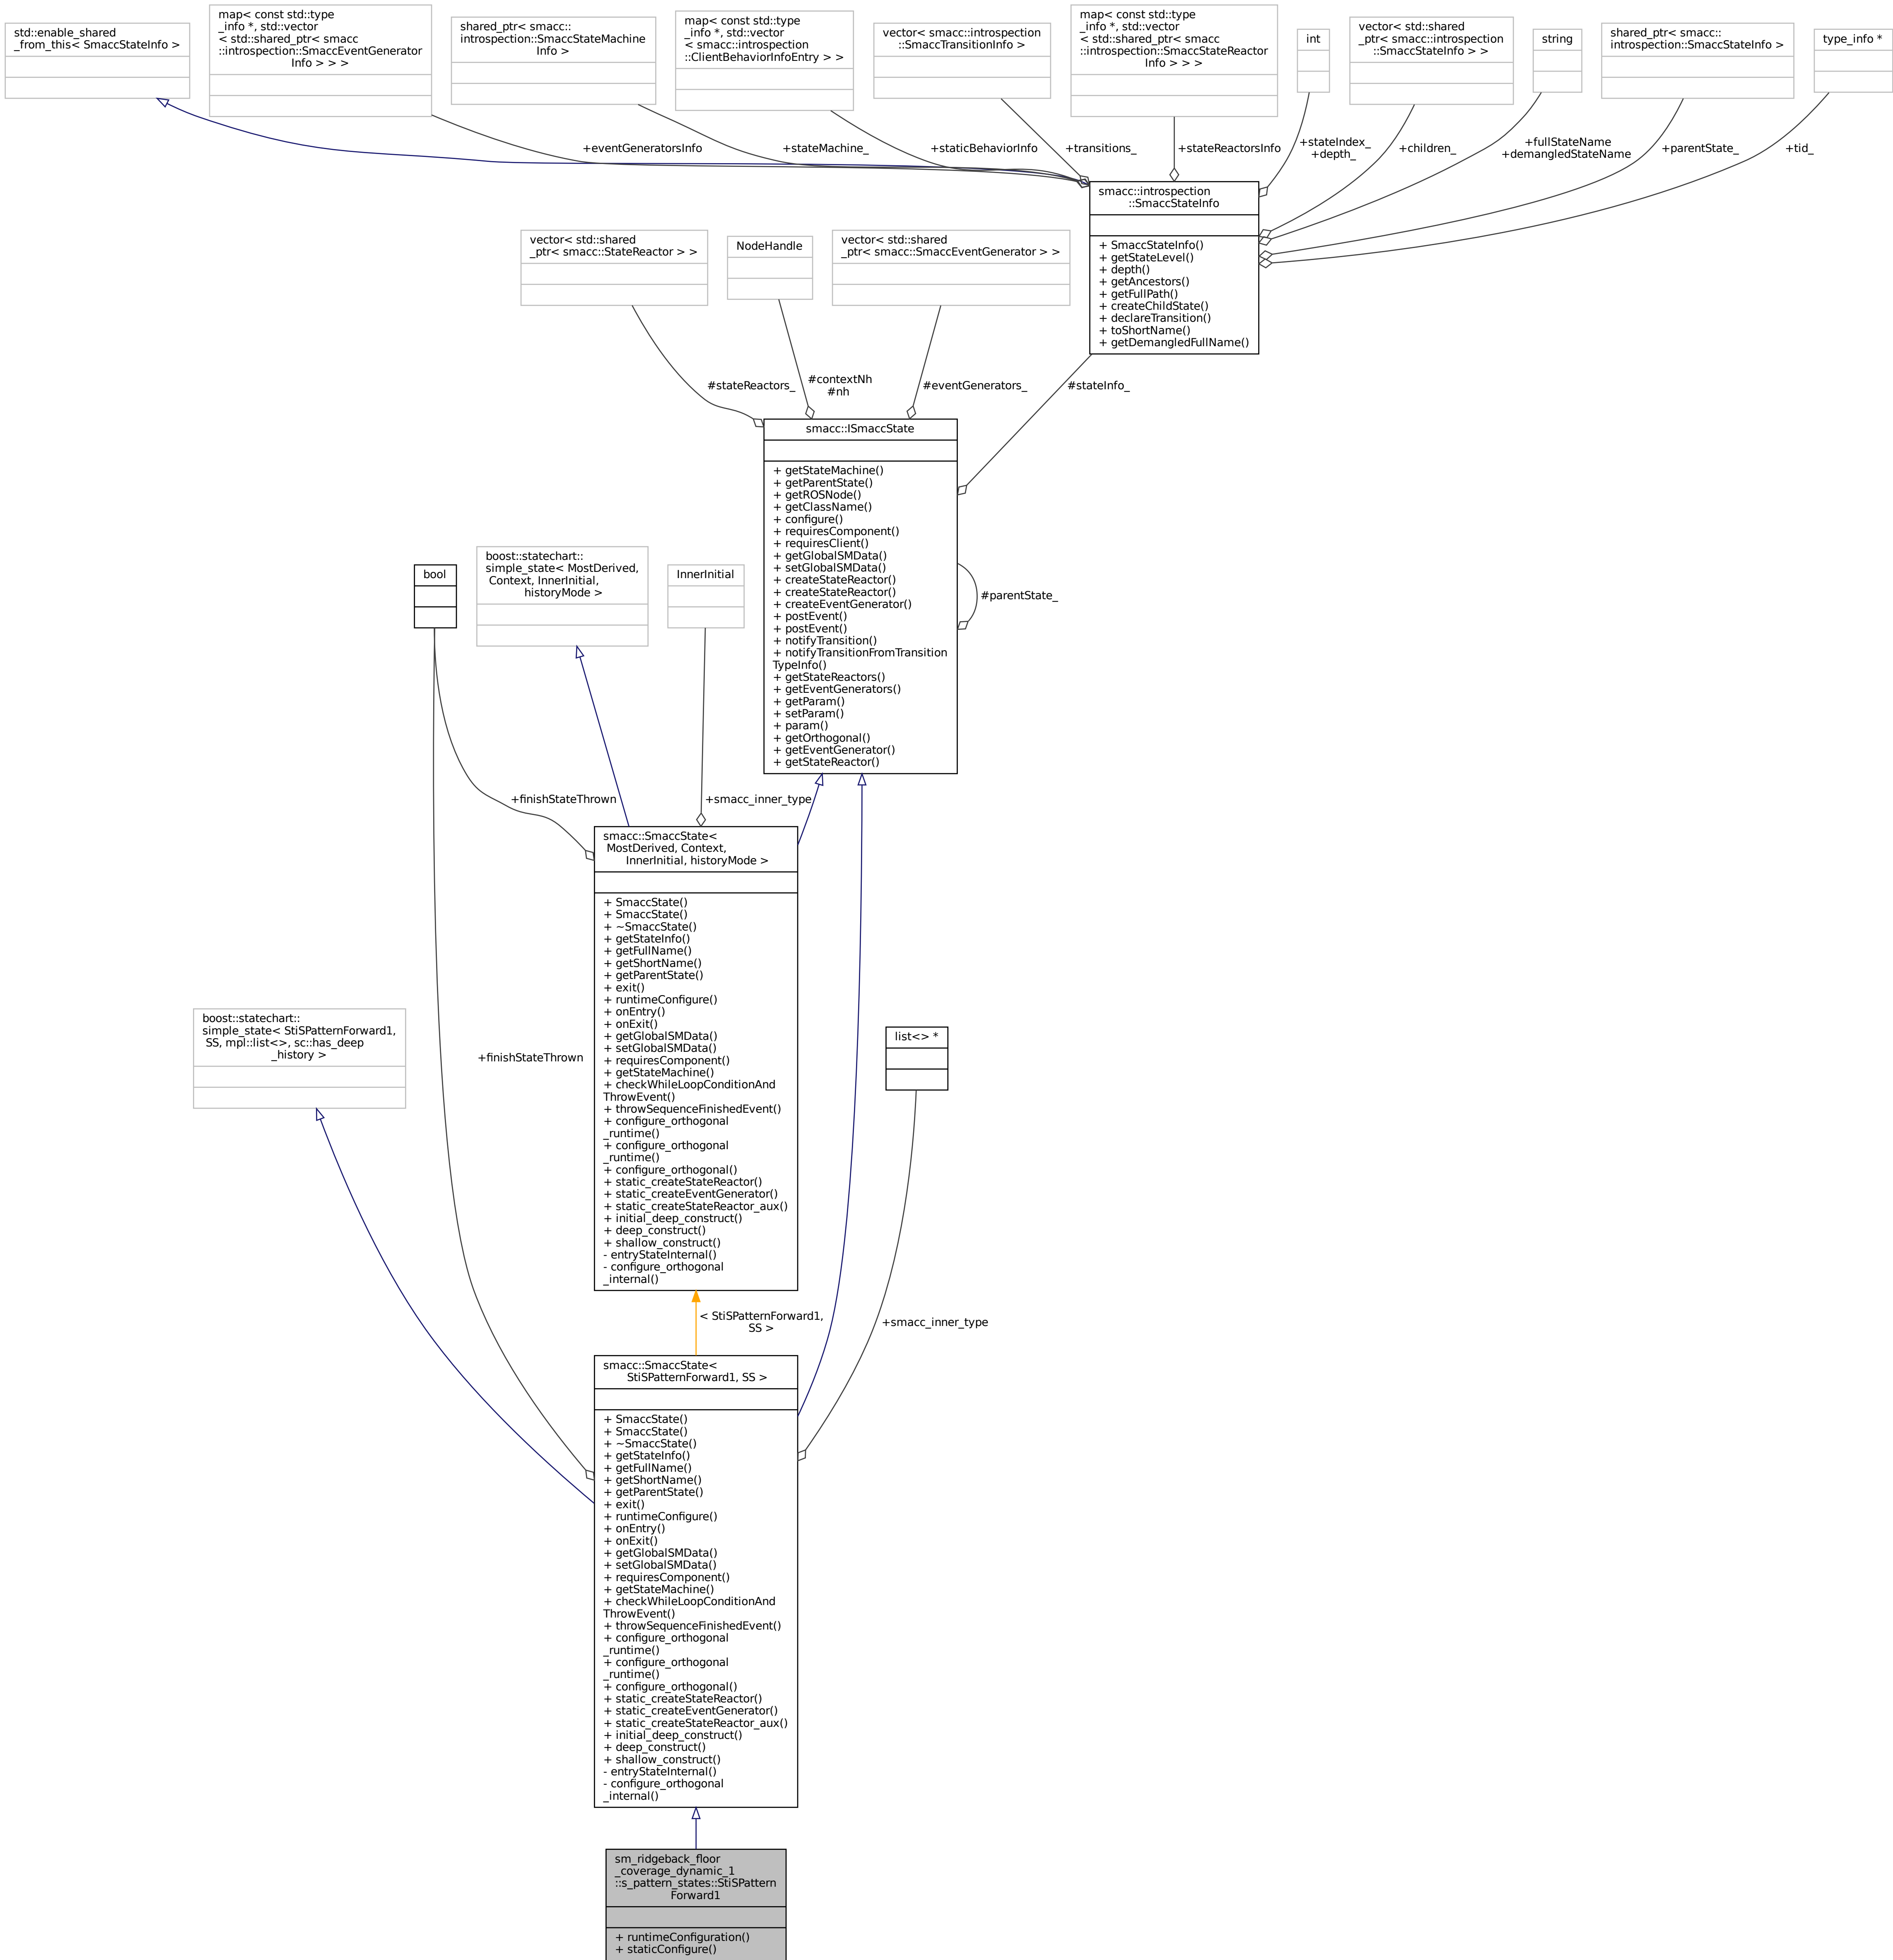 std::enable_shared
_from_this< SmaccStateInfo >
map< const std::type
_info *, std::vector
< std::shared_ptr< smacc
::introspection::SmaccEventGenerator
Info > > >
shared_ptr< smacc::
introspection::SmaccStateMachine
Info >
map< const std::type
_info *, std::vector
< smacc::introspection
::ClientBehaviorInfoEntry > >
vector< smacc::introspection
::SmaccTransitionInfo >
map< const std::type
_info *, std::vector
< std::shared_ptr< smacc
::introspection::SmaccStateReactor
Info > > >
int
vector< std::shared
_ptr< smacc::introspection
::SmaccStateInfo > >
string
shared_ptr< smacc::
introspection::SmaccStateInfo >
type_info *
+eventGeneratorsInfo
+stateMachine_
+staticBehaviorInfo
+transitions_
+stateReactorsInfo
+stateIndex_
+depth_
+children_
+fullStateName
+demangledStateName
+parentState_
+tid_
smacc::introspection
::SmaccStateInfo
+ SmaccStateInfo()
+ getStateLevel()
+ depth()
+ getAncestors()
+ getFullPath()
+ createChildState()
+ declareTransition()
+ toShortName()
+ getDemangledFullName()
vector< std::shared
_ptr< smacc::StateReactor > >
NodeHandle
vector< std::shared
_ptr< smacc::SmaccEventGenerator > >
#stateReactors_
#contextNh
#nh
#eventGenerators_
#stateInfo_
smacc::ISmaccState
+ getStateMachine()
+ getParentState()
+ getROSNode()
+ getClassName()
+ configure()
+ requiresComponent()
+ requiresClient()
+ getGlobalSMData()
+ setGlobalSMData()
+ createStateReactor()
+ createStateReactor()
+ createEventGenerator()
+ postEvent()
+ postEvent()
+ notifyTransition()
+ notifyTransitionFromTransition
TypeInfo()
+ getStateReactors()
+ getEventGenerators()
+ getParam()
+ setParam()
+ param()
+ getOrthogonal()
+ getEventGenerator()
+ getStateReactor()
#parentState_
bool
boost::statechart::
simple_state< MostDerived,
Context, InnerInitial,
historyMode >
InnerInitial
+finishStateThrown
+smacc_inner_type
smacc::SmaccState<
MostDerived, Context,
InnerInitial, historyMode >
+ SmaccState()
+ SmaccState()
+ ~SmaccState()
+ getStateInfo()
+ getFullName()
+ getShortName()
+ getParentState()
+ exit()
+ runtimeConfigure()
+ onEntry()
+ onExit()
+ getGlobalSMData()
+ setGlobalSMData()
+ requiresComponent()
+ getStateMachine()
+ checkWhileLoopConditionAnd
ThrowEvent()
+ throwSequenceFinishedEvent()
+ configure_orthogonal
_runtime()
+ configure_orthogonal
_runtime()
+ configure_orthogonal()
+ static_createStateReactor()
+ static_createEventGenerator()
+ static_createStateReactor_aux()
+ initial_deep_construct()
+ deep_construct()
+ shallow_construct()
- entryStateInternal()
- configure_orthogonal
_internal()
boost::statechart::
simple_state< StiSPatternForward1,
SS, mpl::list<>, sc::has_deep
_history >
+finishStateThrown
list<> *
< StiSPatternForward1,
SS >
+smacc_inner_type
smacc::SmaccState<
StiSPatternForward1, SS >
+ SmaccState()
+ SmaccState()
+ ~SmaccState()
+ getStateInfo()
+ getFullName()
+ getShortName()
+ getParentState()
+ exit()
+ runtimeConfigure()
+ onEntry()
+ onExit()
+ getGlobalSMData()
+ setGlobalSMData()
+ requiresComponent()
+ getStateMachine()
+ checkWhileLoopConditionAnd
ThrowEvent()
+ throwSequenceFinishedEvent()
+ configure_orthogonal
_runtime()
+ configure_orthogonal
_runtime()
+ configure_orthogonal()
+ static_createStateReactor()
+ static_createEventGenerator()
+ static_createStateReactor_aux()
+ initial_deep_construct()
+ deep_construct()
+ shallow_construct()
- entryStateInternal()
- configure_orthogonal
_internal()
sm_ridgeback_floor
_coverage_dynamic_1
::s_pattern_states::StiSPattern
Forward1
+ runtimeConfiguration()
+ staticConfigure()